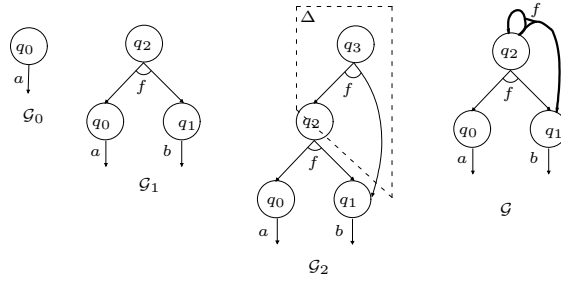 q₀
a
𝒢₀
q₂
f
q₀
q₁
a
b
𝒢₁
Δ
q₃
f
q₂
f
q₀
q₁
a
b
𝒢₂
f
q₂
f
q₀
q₁
a
b
𝒢